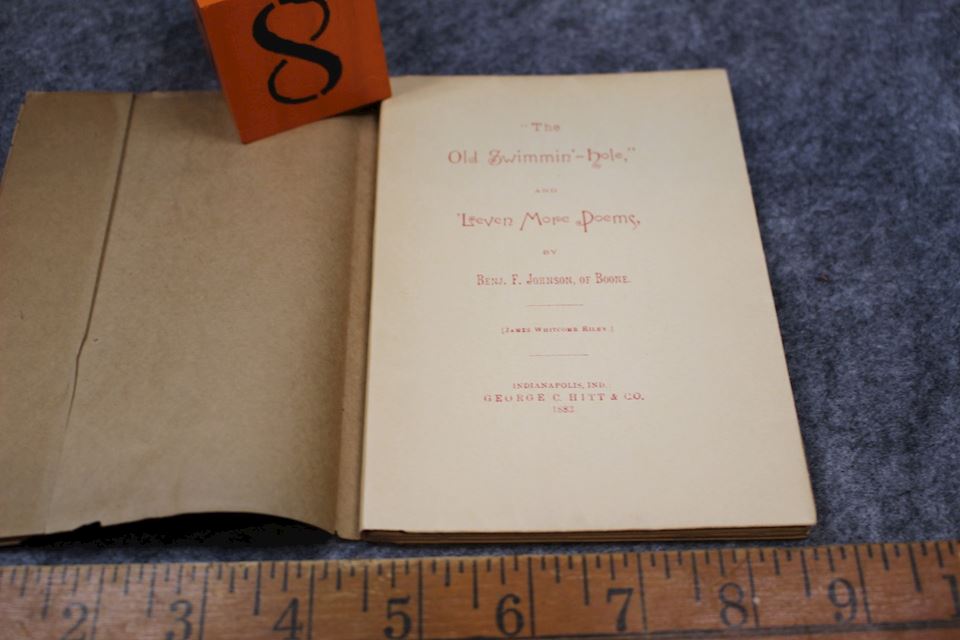 8
"The
Old Swimmin'-Hole,"
AND
'Leven More Poems,
BY
BENJ. F. JOHNSON, OF BOONE.
[JAMES WHITCOMB RILEY.]
INDIANAPOLIS, IND.:
GEORGE C. HITT & CO.
1883
2 3 4 5 6 7 8 9 1